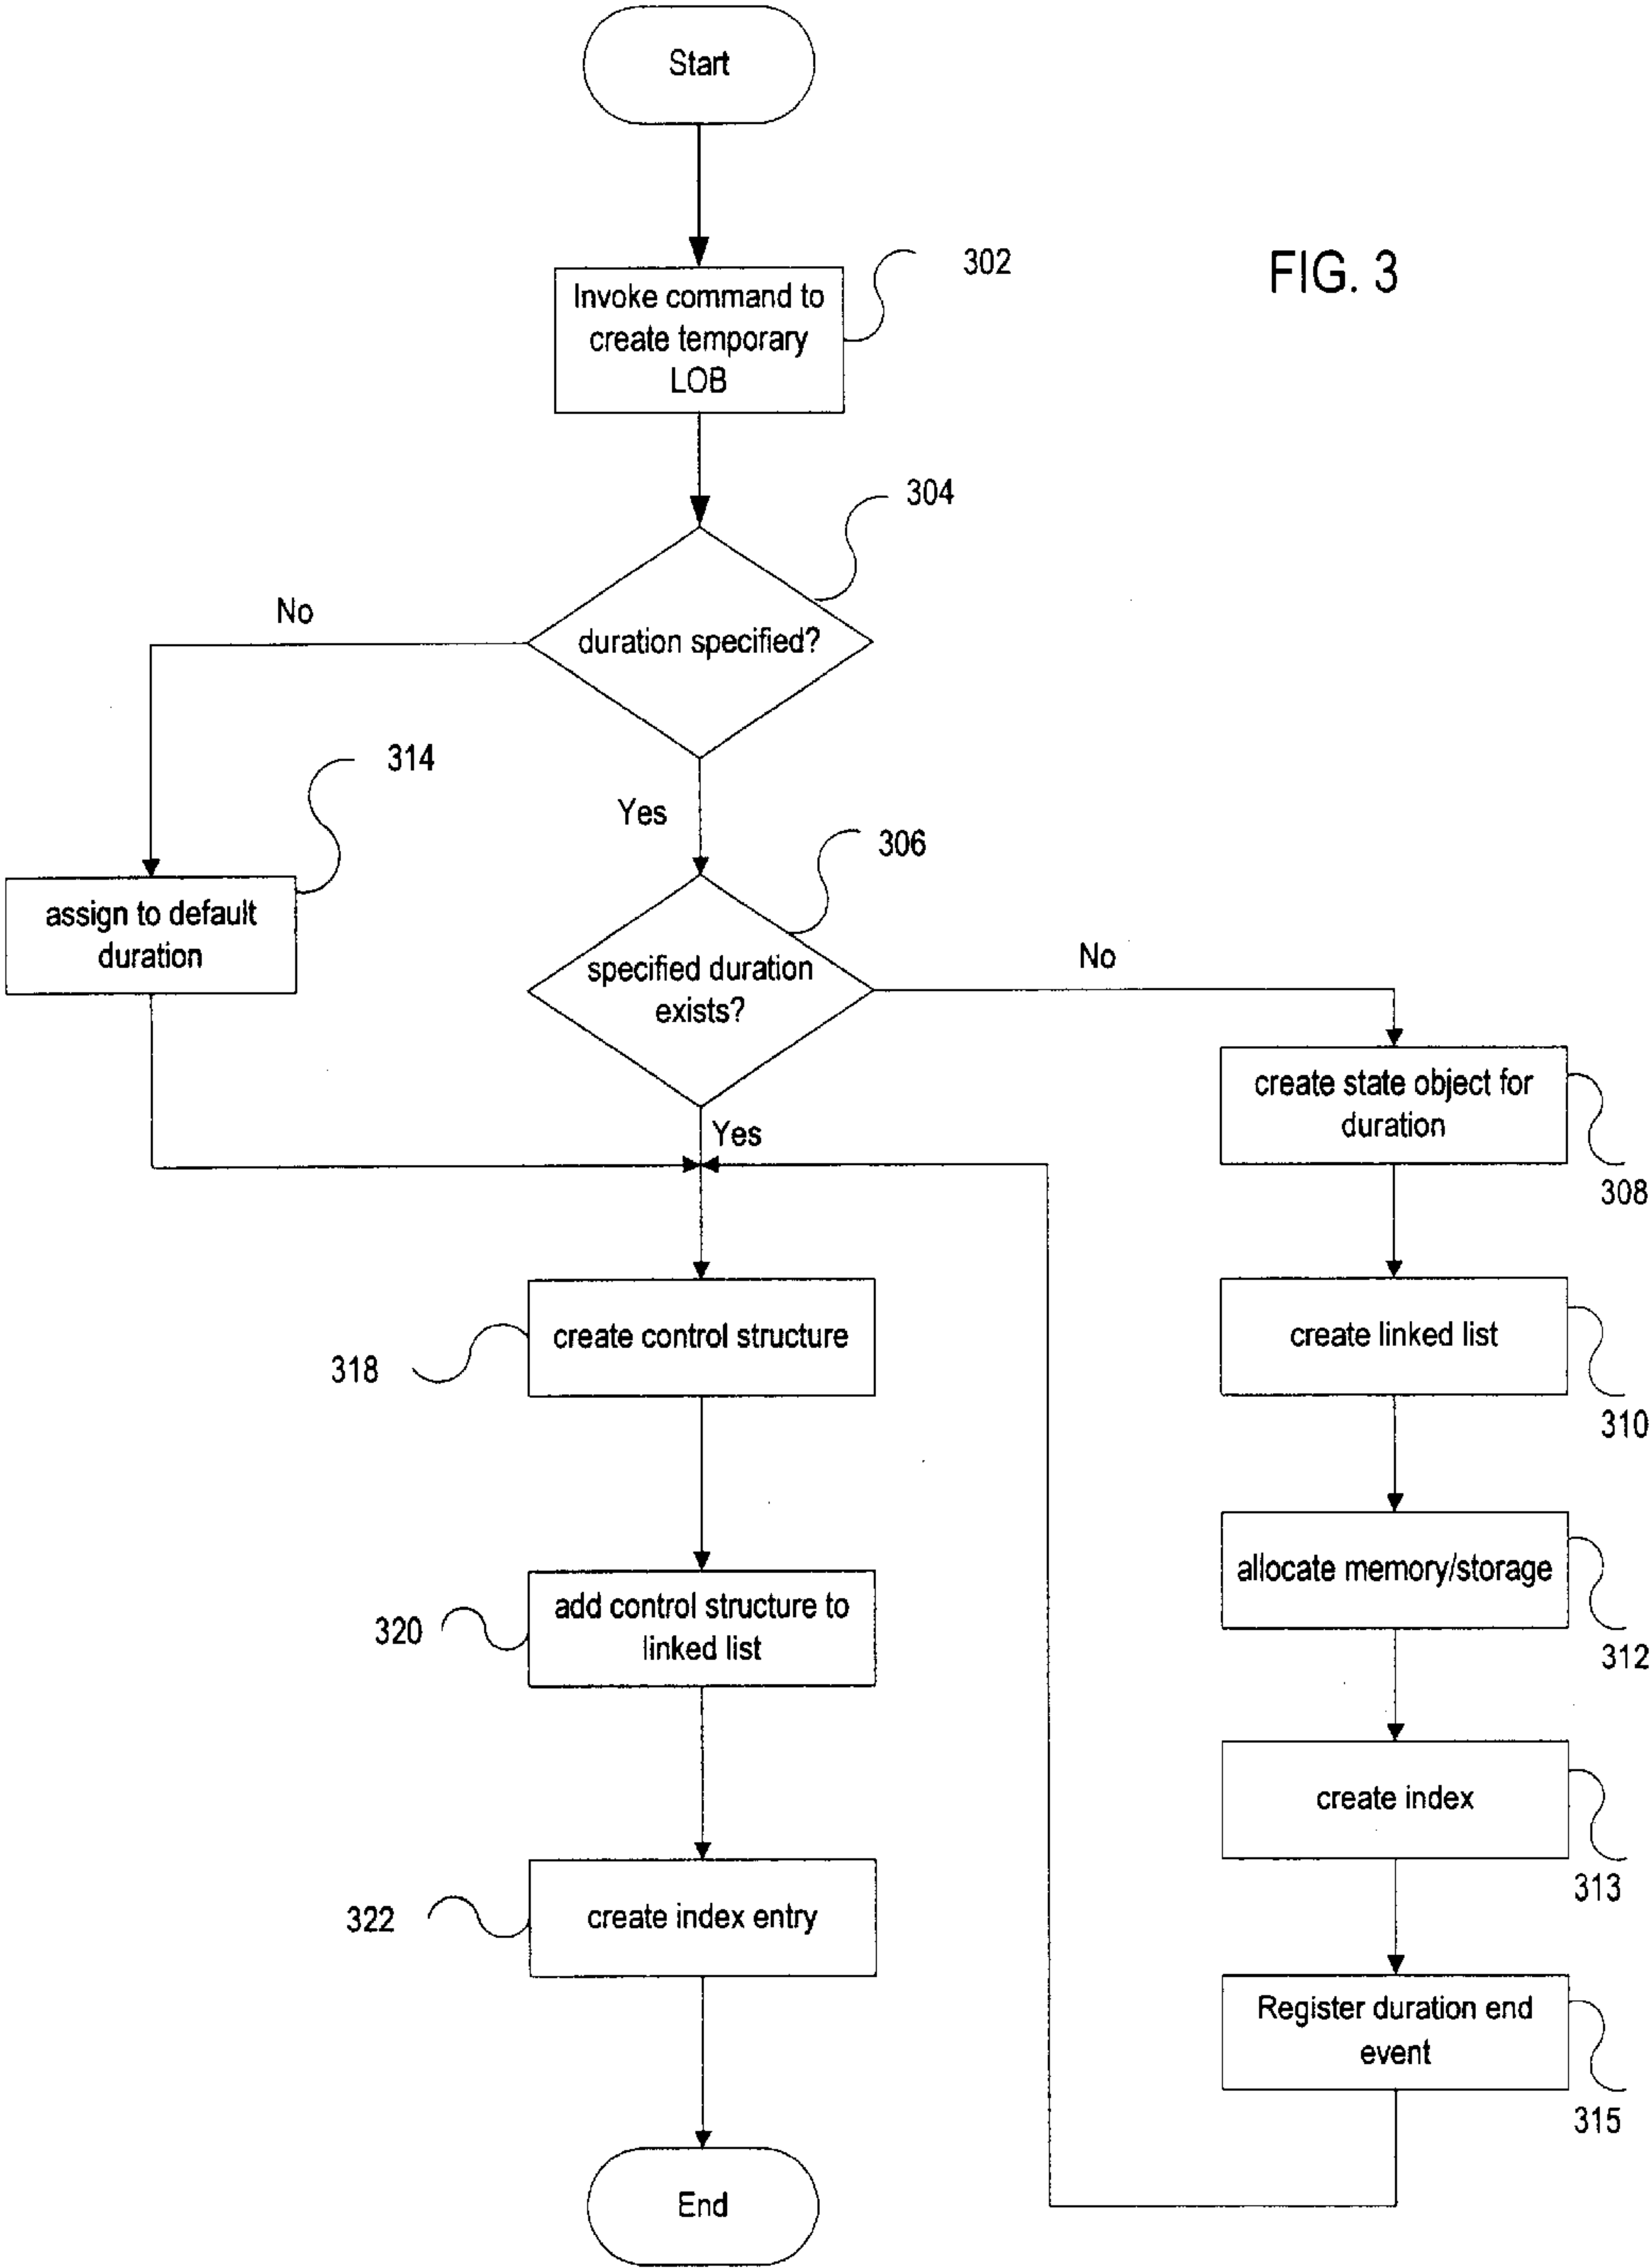 Start
FIG. 3
302
Invoke command to
create temporary
LOB
304
duration specified?
No
Yes
314
assign to default
duration
306
specified duration
exists?
No
Yes
create state object for
duration
308
create control structure
318
create linked list
310
allocate memory/storage
312
add control structure to
linked list
320
create index
313
create index entry
322
Register duration end
event
315
End